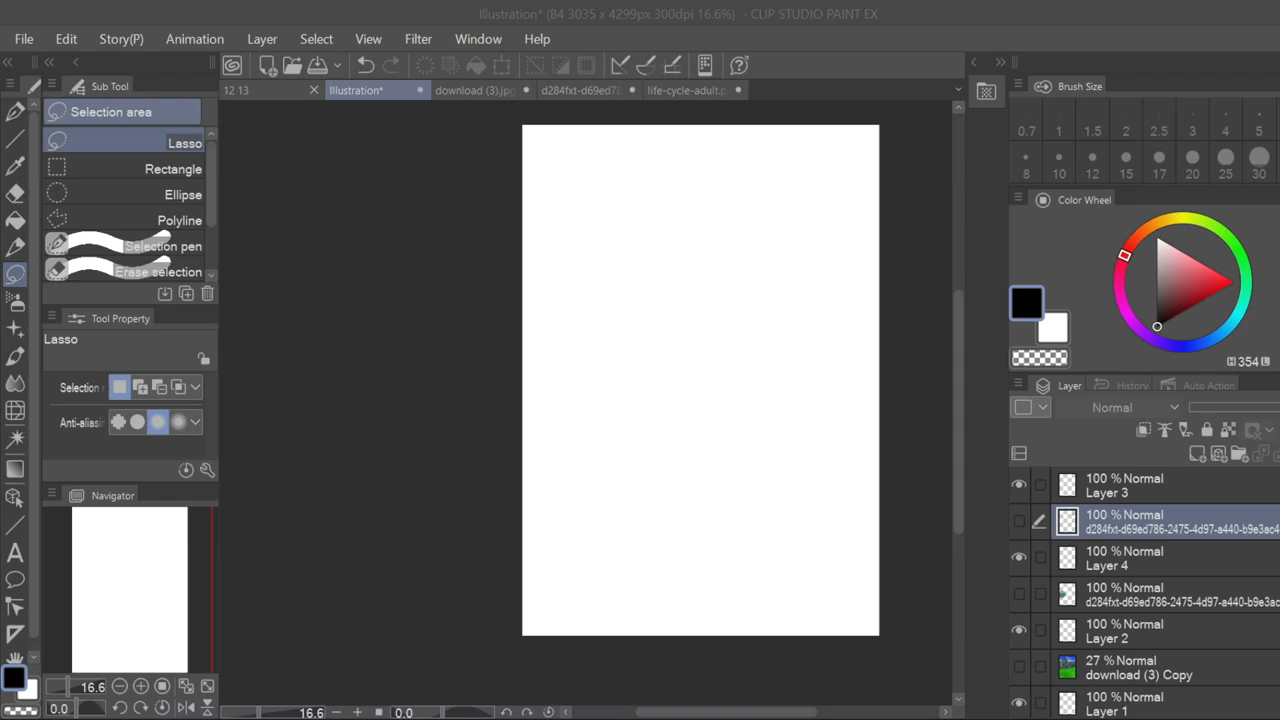 Illustration* (B4 3035 x 4299px 300dpi 16.6%) - CLIP STUDIO PAINT EX
File Edit Story(P) Animation Layer Select View Filter Window Help
Sub Tool
12 13 Illustration* download (3).jpg d284fxt-d69ed78 life-cycle-adult.p
Selection area
Lasso
Rectangle
Ellipse
Polyline
Selection pen
Erase selection
Tool Property
Lasso
Selection
Anti-aliasin
Navigator
16.6
0.0
16.6 0.0
Brush Size
0.7 1 1.5 2 2.5 3 4 5
8 10 12 15 17 20 25 30
Color Wheel
H 354 L
Layer History Auto Action
Normal
100 % Normal
Layer 3
100 % Normal
d284fxt-d69ed786-2475-4d97-a440-b9e3ac4
100 % Normal
Layer 4
100 % Normal
d284fxt-d69ed786-2475-4d97-a440-b9e3ac
100 % Normal
Layer 2
27 % Normal
download (3) Copy
100 % Normal
Layer 1